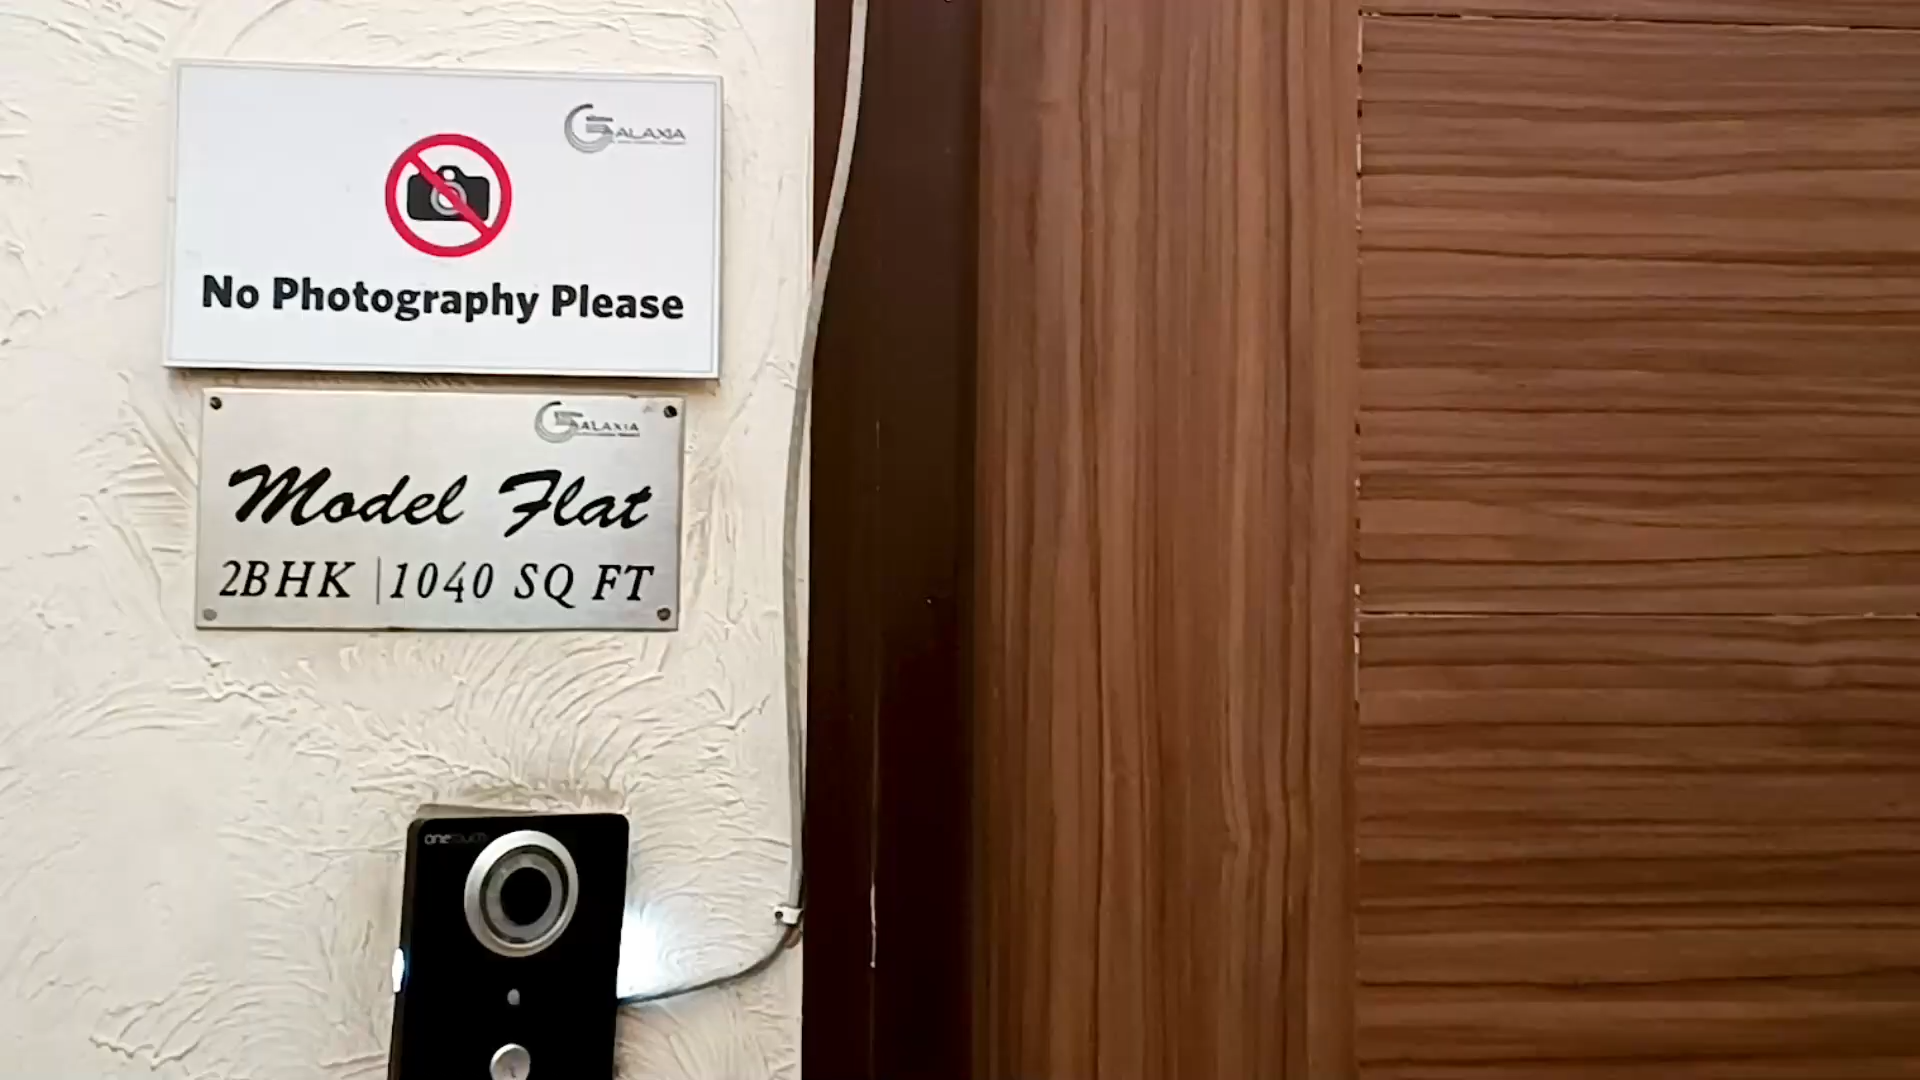 GALAXIA
No Photography Please
GALAXIA
Model Flat
2BHK | 1040 SQ FT
onetouch